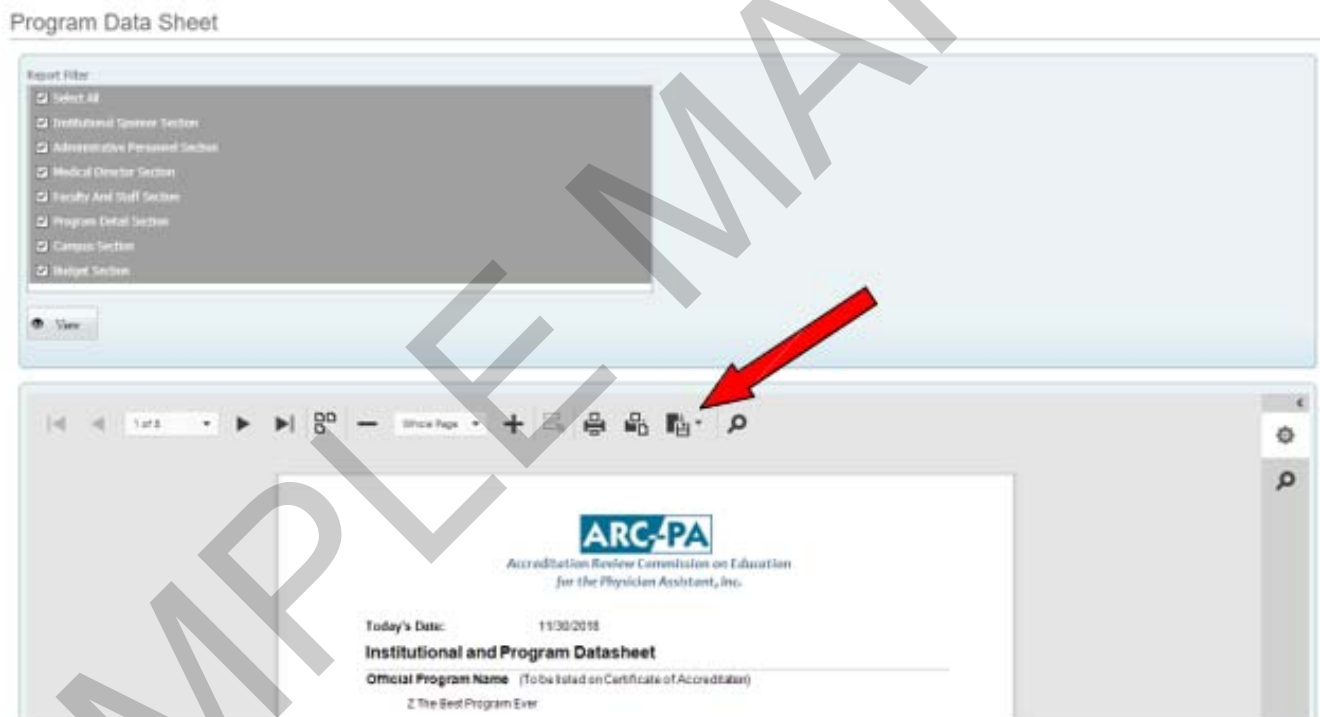 Program Data Sheet
Report Filter
Select All
Institutional Sponsor Section
Administrative Personnel Section
Medical Director Section
Faculty And Staff Section
Program Detail Section
Campus Section
Budget Section
View
1 of 8
Whole Page
ARC-PA
Accreditation Review Commission on Education
for the Physician Assistant, Inc.
Today's Date: 11/30/2018
Institutional and Program Datasheet
Official Program Name (To be listed on Certificate of Accreditation)
Z The Best Program Ever
MPLE MA